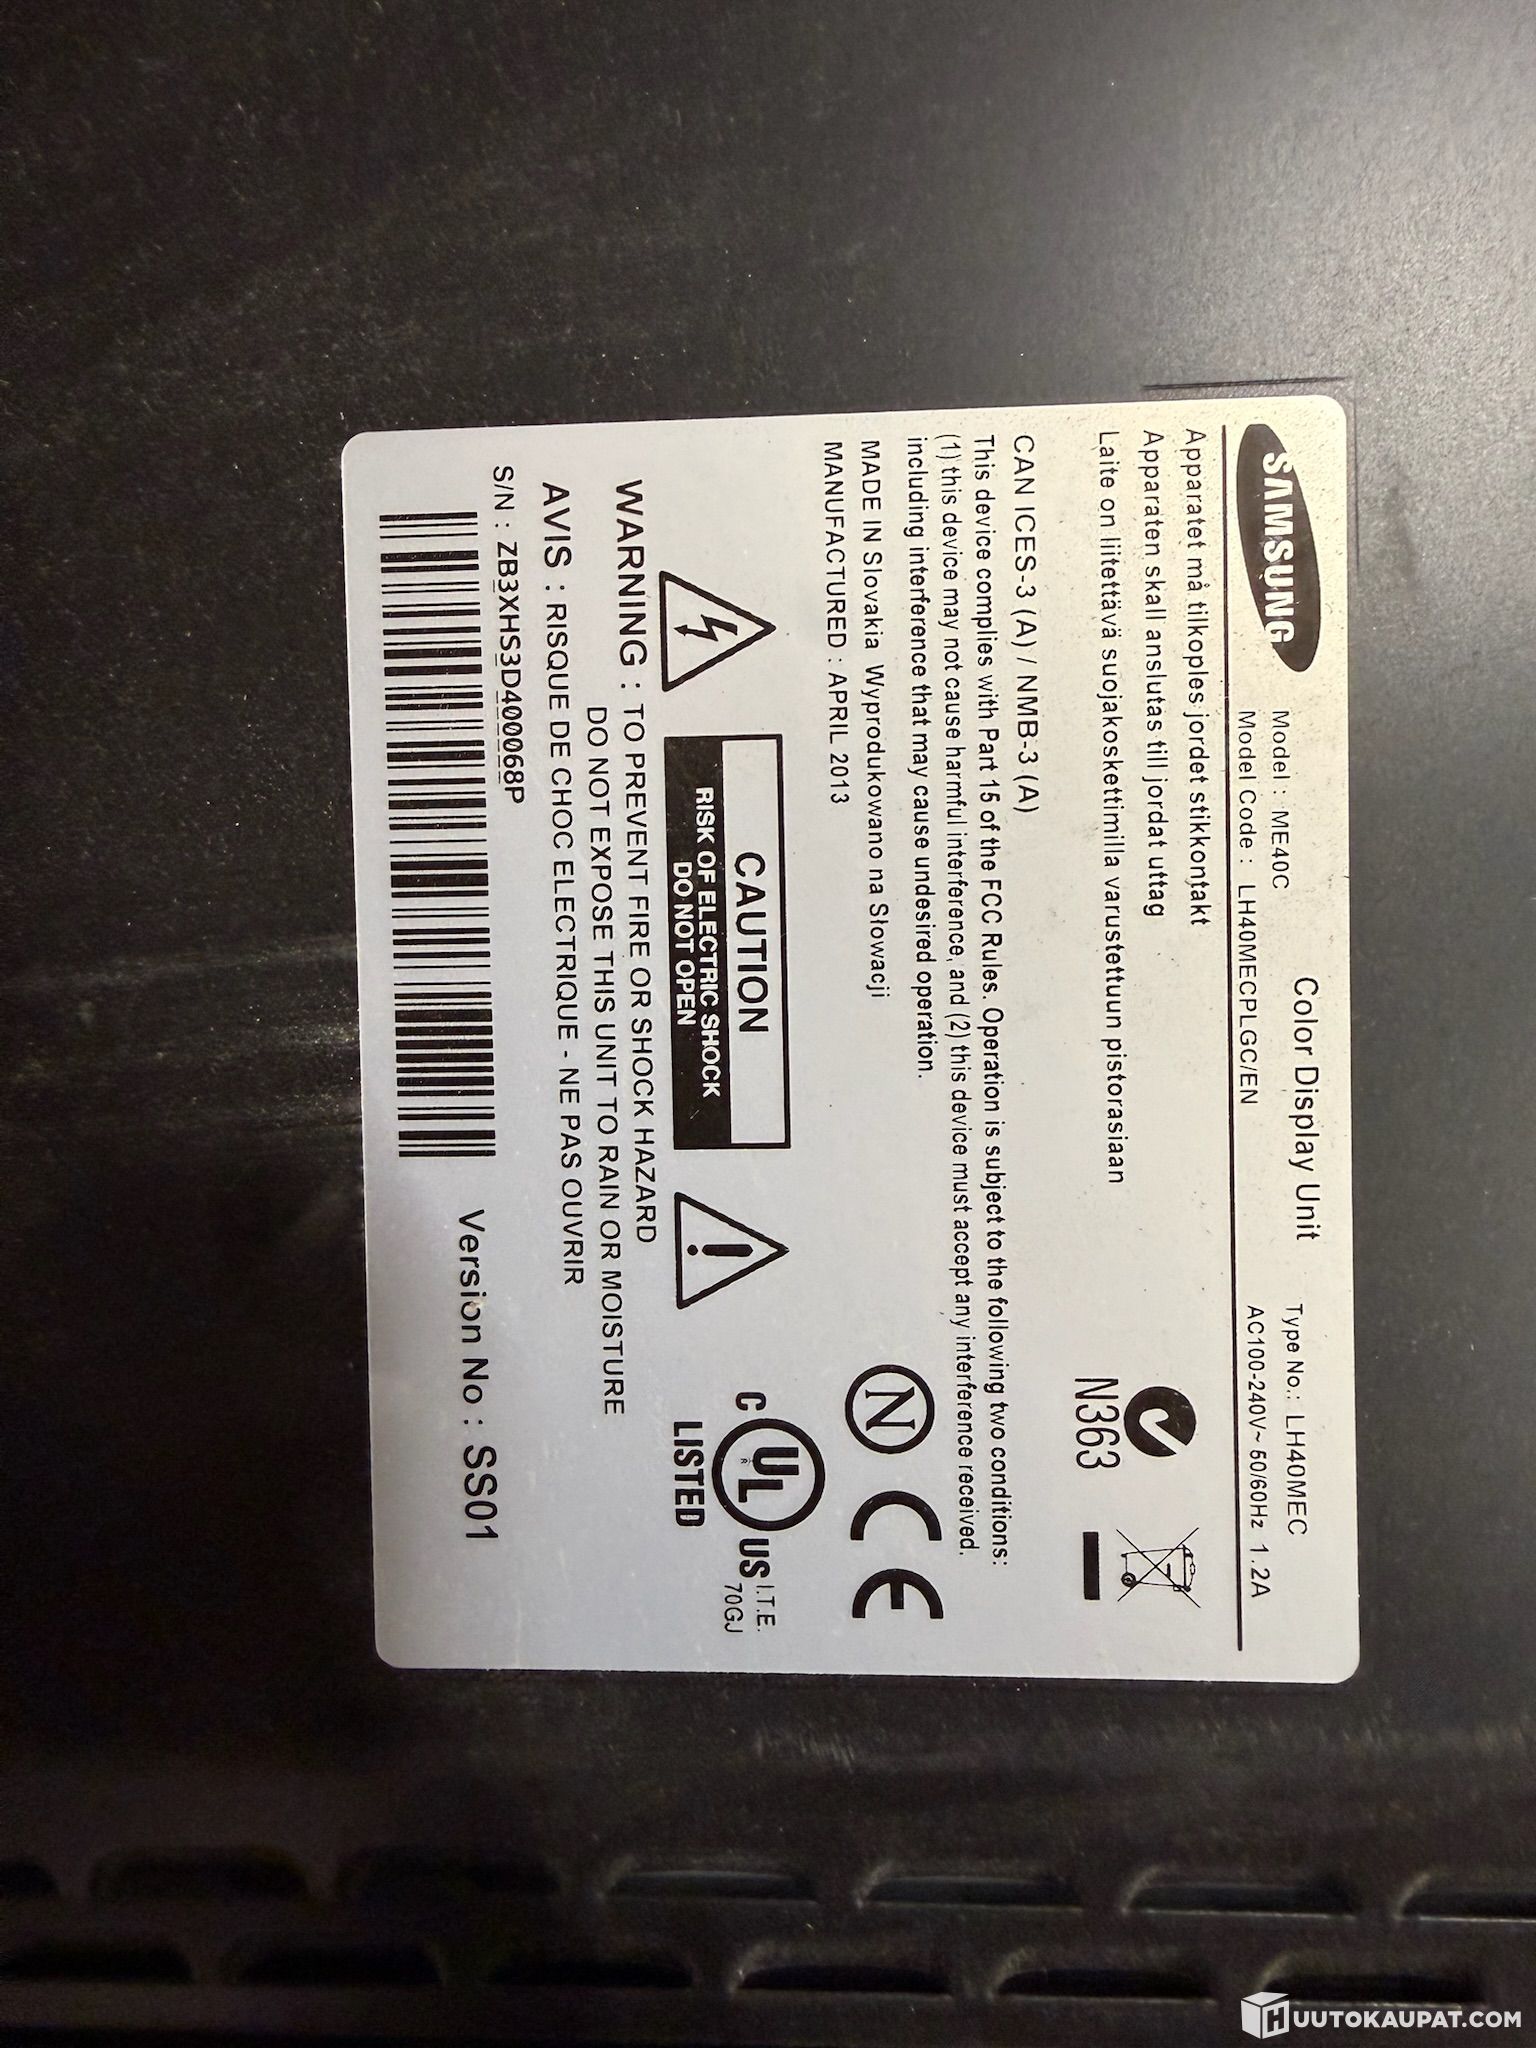 SAMSUNG
Color Display Unit
Model : ME40C
Type No.: LH40MEC
Model Code : LH40MECPLGC/EN
AC100-240V~ 50/60Hz 1.2A
Apparatet må tilkoples jordet stikkontakt
Apparaten skall anslutas till jordat uttag
Laite on liitettävä suojakoskettimilla varustettuun pistorasiaan
N363
CAN ICES-3 (A) / NMB-3 (A)
This device complies with Part 15 of the FCC Rules. Operation is subject to the following two conditions:
(1) this device may not cause harmful interference, and (2) this device must accept any interference received,
including interference that may cause undesired operation.
MADE IN Slovakia Wyprodukowano na Słowacji
MANUFACTURED : APRIL 2013
N CE
CAUTION
RISK OF ELECTRIC SHOCK
DO NOT OPEN
C UL US
LISTED
I.T.E.
70GJ
WARNING : TO PREVENT FIRE OR SHOCK HAZARD
DO NOT EXPOSE THIS UNIT TO RAIN OR MOISTURE
AVIS : RISQUE DE CHOC ELECTRIQUE - NE PAS OUVRIR
S/N : ZB3XHS3D400068P
Version No : SS01
HUUTOKAUPAT.COM